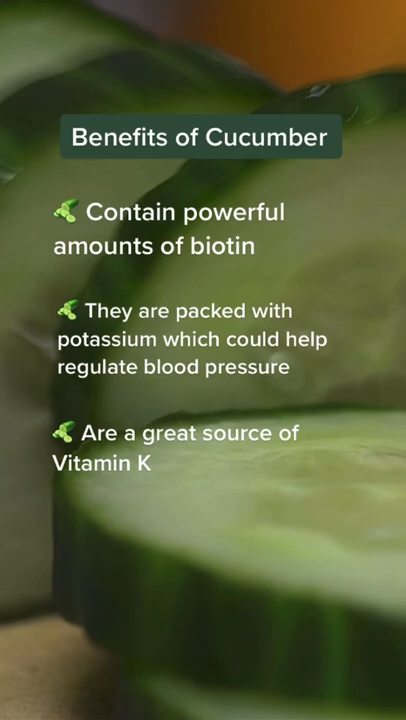 Benefits of Cucumber
🥒 Contain powerful
amounts of biotin
🥒 They are packed with
potassium which could help
regulate blood pressure
🥒 Are a great source of
Vitamin K